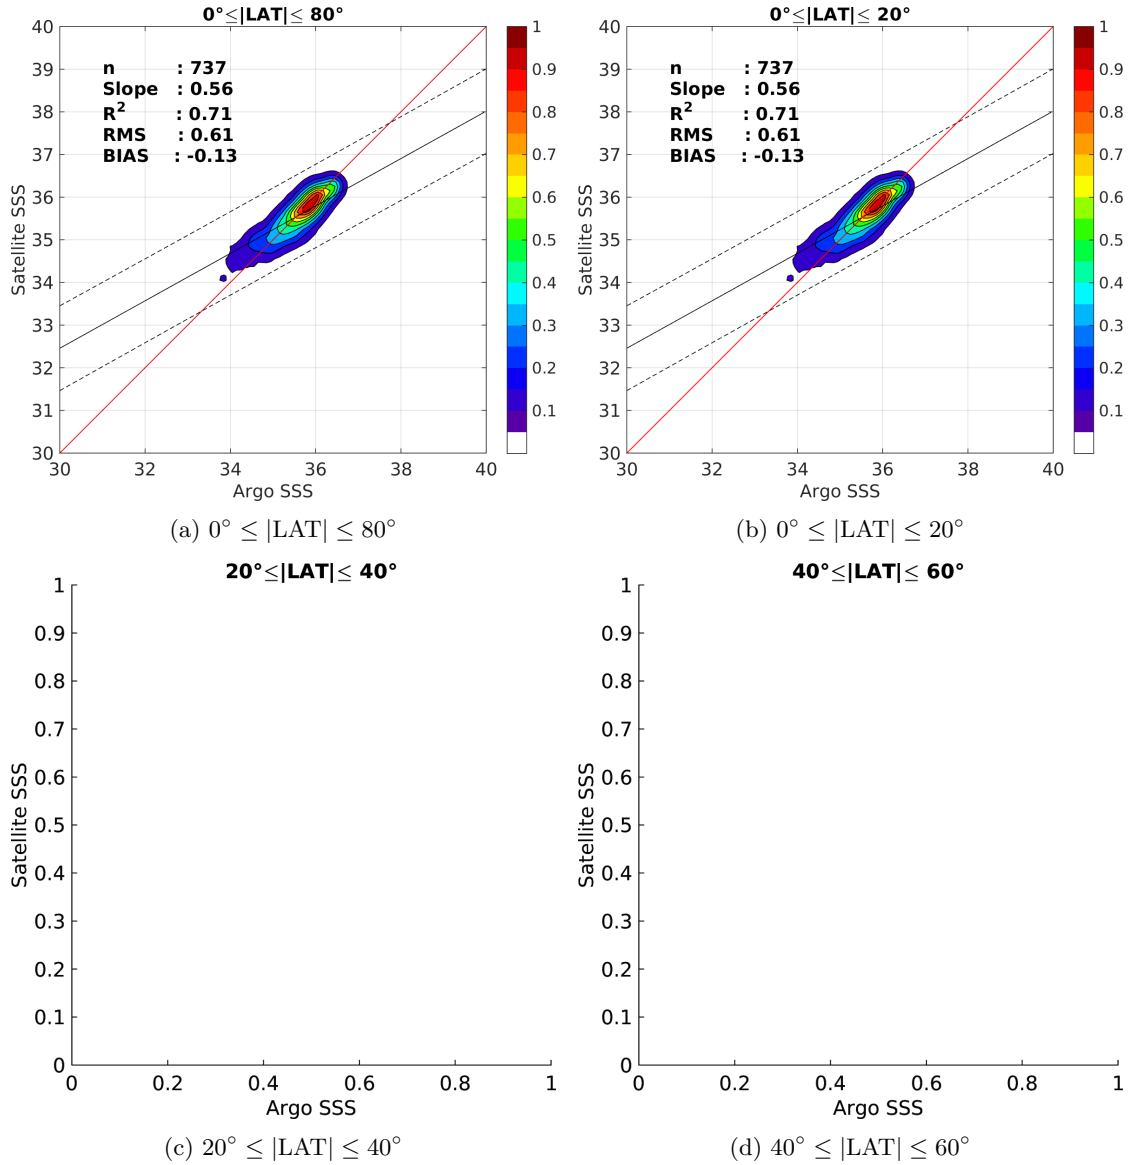 0°≤|LAT|≤ 80°
n : 737
Slope : 0.56
R² : 0.71
RMS : 0.61
BIAS : -0.13
Satellite SSS
40
39
38
37
36
35
34
33
32
31
30
30 32 34 36 38 40
Argo SSS
1
0.9
0.8
0.7
0.6
0.5
0.4
0.3
0.2
0.1
(a) 0° ≤ |LAT| ≤ 80°
0°≤|LAT|≤ 20°
n : 737
Slope : 0.56
R² : 0.71
RMS : 0.61
BIAS : -0.13
Satellite SSS
40
39
38
37
36
35
34
33
32
31
30
30 32 34 36 38 40
Argo SSS
1
0.9
0.8
0.7
0.6
0.5
0.4
0.3
0.2
0.1
(b) 0° ≤ |LAT| ≤ 20°
20°≤|LAT|≤ 40°
Satellite SSS
1
0.9
0.8
0.7
0.6
0.5
0.4
0.3
0.2
0.1
0
0 0.2 0.4 0.6 0.8 1
Argo SSS
(c) 20° ≤ |LAT| ≤ 40°
40°≤|LAT|≤ 60°
Satellite SSS
1
0.9
0.8
0.7
0.6
0.5
0.4
0.3
0.2
0.1
0
0 0.2 0.4 0.6 0.8 1
Argo SSS
(d) 40° ≤ |LAT| ≤ 60°